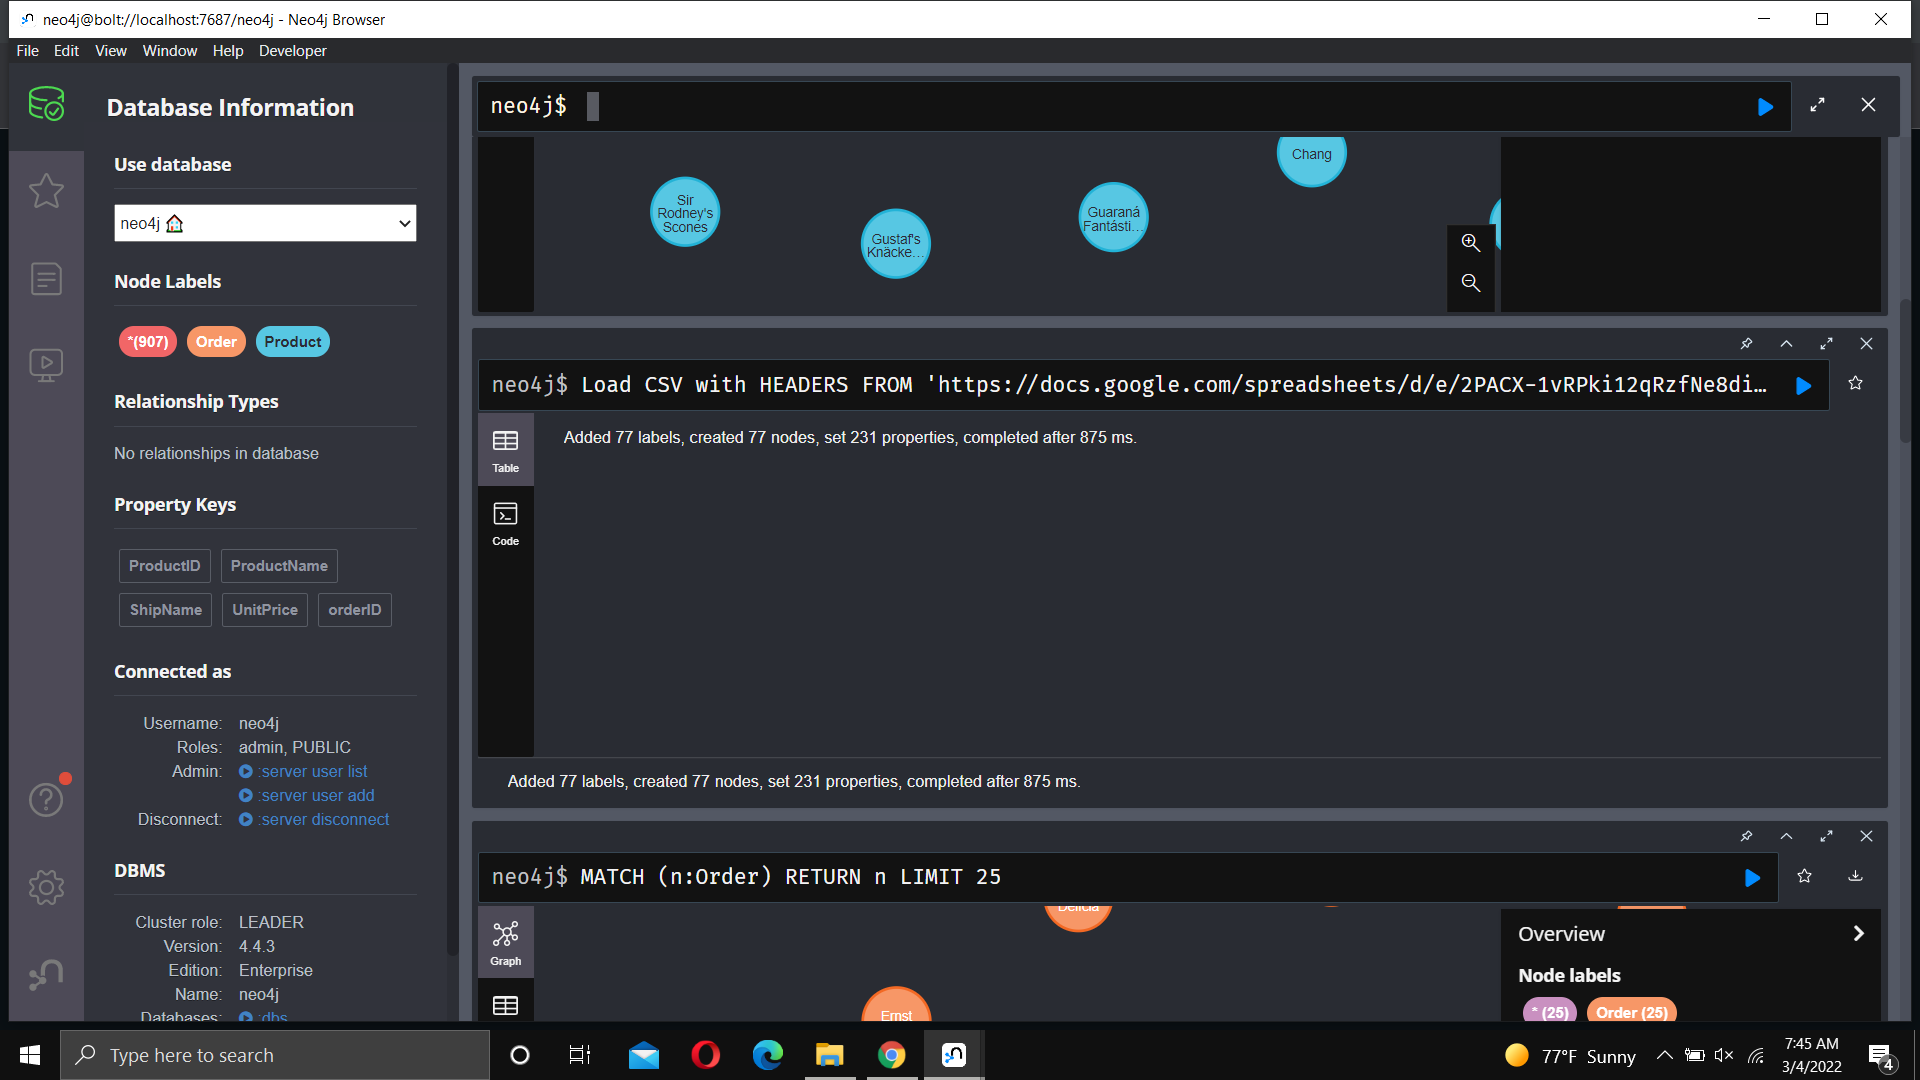 neo4j@bolt://localhost:7687/neo4j - Neo4j Browser
File Edit View Window Help Developer
Database Information
Use database
neo4j
Node Labels
*(907) Order Product
Relationship Types
No relationships in database
Property Keys
ProductID ProductName
ShipName UnitPrice orderID
Connected as
Username: neo4j
Roles: admin, PUBLIC
Admin: :server user list
:server user add
Disconnect: :server disconnect
DBMS
Cluster role: LEADER
Version: 4.4.3
Edition: Enterprise
Name: neo4j
Databases: :dbs
neo4j$
Chang
Sir
Rodney's
Scones
Gustaf's
Knäcke…
Guaraná
Fantásti…
neo4j$ Load CSV with HEADERS FROM 'https://docs.google.com/spreadsheets/d/e/2PACX-1vRPki12qRzfNe8di…
Table
Code
Added 77 labels, created 77 nodes, set 231 properties, completed after 875 ms.
Added 77 labels, created 77 nodes, set 231 properties, completed after 875 ms.
neo4j$ MATCH (n:Order) RETURN n LIMIT 25
Graph
Delícia
Ernst
Overview
Node labels
* (25) Order (25)
Type here to search
77°F Sunny
7:45 AM
3/4/2022
4